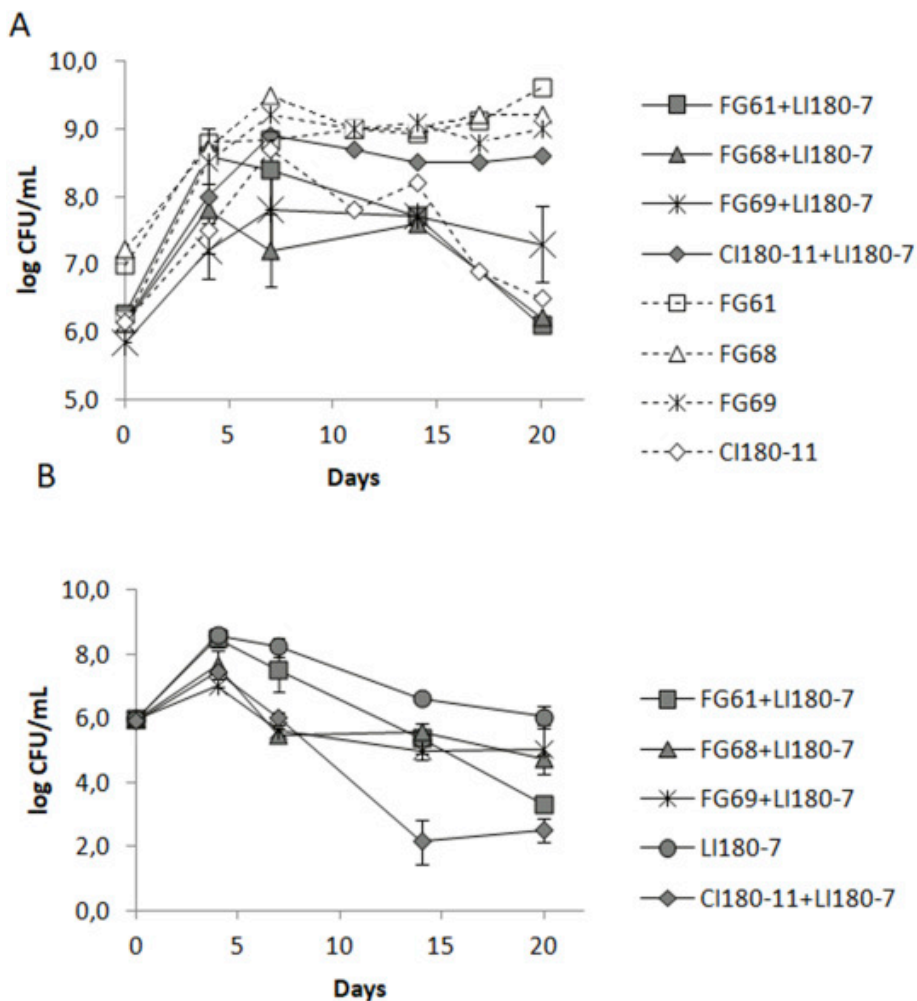 A
10,0
9,0
8,0
7,0
6,0
5,0
log CFU/mL
0 5 10 15 20
Days
FG61+LI180-7
FG68+LI180-7
FG69+LI180-7
CI180-11+LI180-7
FG61
FG68
FG69
CI180-11
B
10,0
8,0
6,0
4,0
2,0
0,0
log CFU/mL
0 5 10 15 20
Days
FG61+LI180-7
FG68+LI180-7
FG69+LI180-7
LI180-7
CI180-11+LI180-7